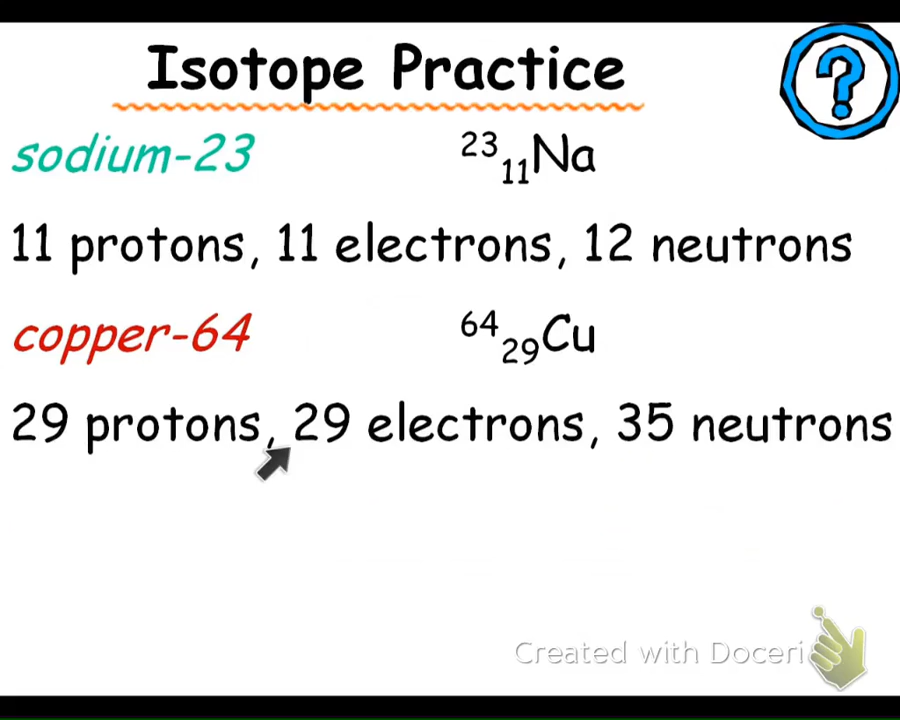 Isotope Practice
?
sodium-23 ²³₁₁Na
11 protons, 11 electrons, 12 neutrons
copper-64 ⁶⁴₂₉Cu
29 protons, 29 electrons, 35 neutrons
Created with Doceri